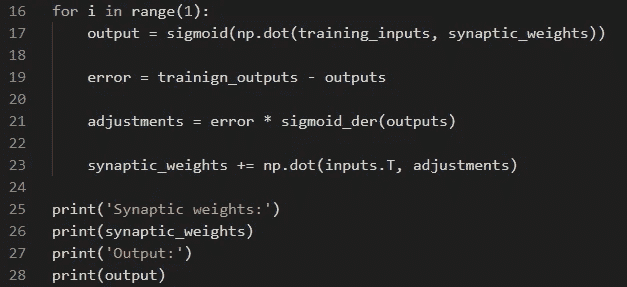 16 for i in range(1):
17     output = sigmoid(np.dot(training_inputs, synaptic_weights))
18
19     error = trainign_outputs - outputs
20
21     adjustments = error * sigmoid_der(outputs)
22
23     synaptic_weights += np.dot(inputs.T, adjustments)
24
25 print('Synaptic weights:')
26 print(synaptic_weights)
27 print('Output:')
28 print(output)